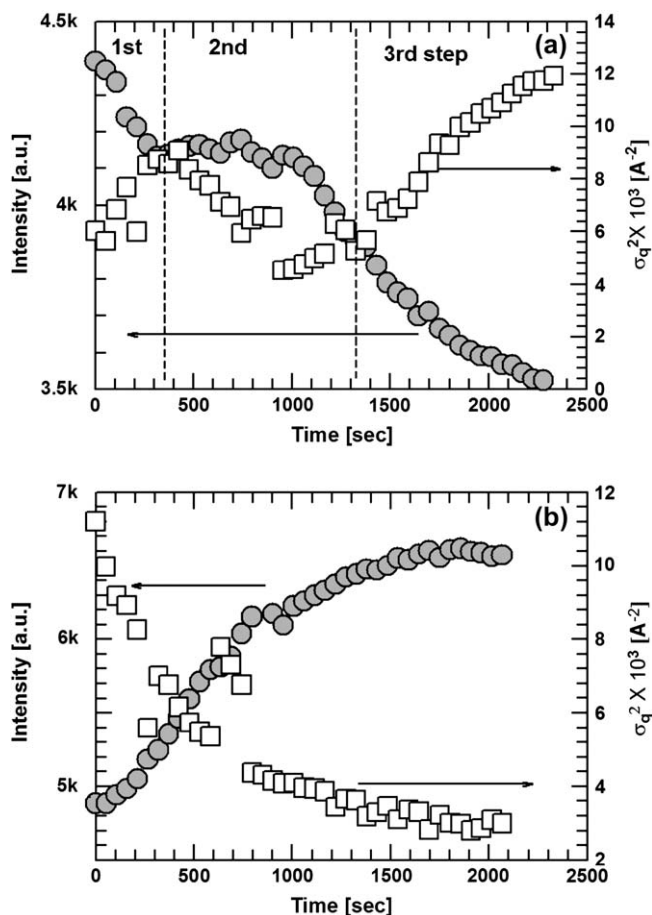 4.5k
4k
3.5k
Intensity [a.u.]
1st
2nd
3rd step
(a)
14
12
10
8
6
4
2
0
σq² X 10³ [A⁻²]
0
500
1000
1500
2000
2500
Time [sec]
7k
6k
5k
Intensity [a.u.]
(b)
12
10
8
6
4
2
σq² X 10³ [A⁻²]
0
500
1000
1500
2000
2500
Time [sec]